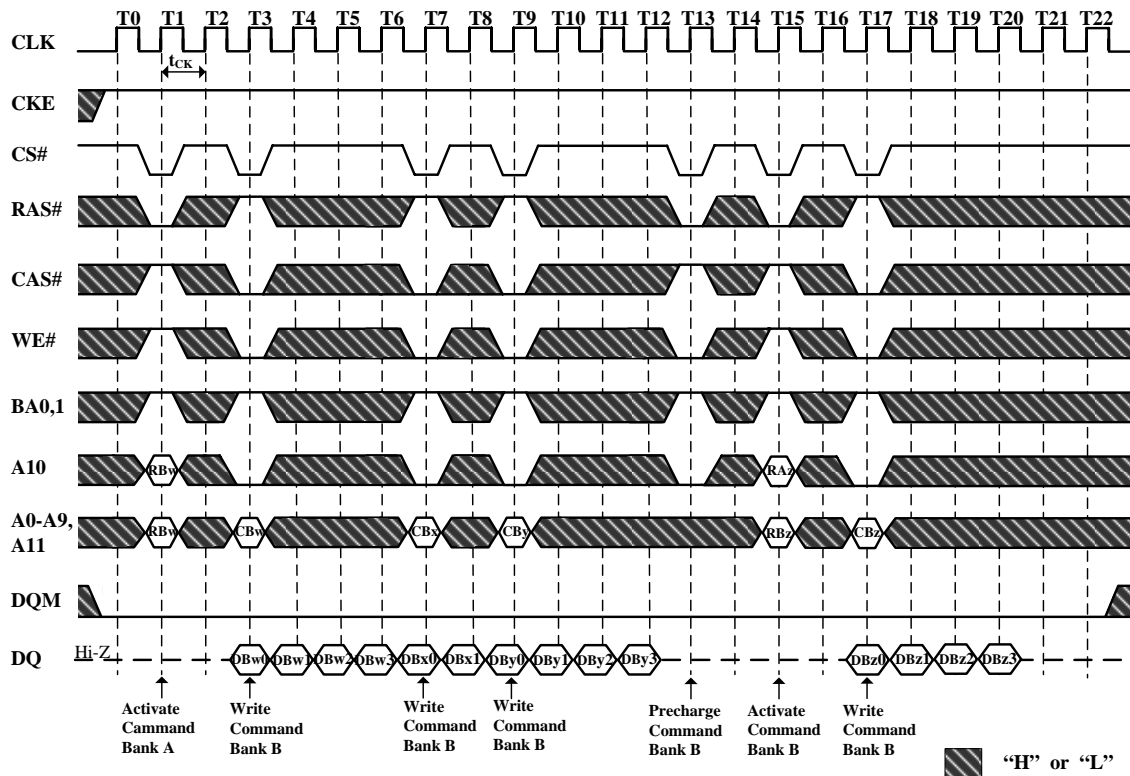 T0 T1 T2 T3 T4 T5 T6 T7 T8 T9 T10 T11 T12 T13 T14 T15 T16 T17 T18 T19 T20 T21 T22
CLK
tCK
CKE
CS#
RAS#
CAS#
WE#
BA0,1
A10
RBw RAz
A0-A9,
A11
RBw CBw CBx CBy RBz CBz
DQM
DQ
Hi-Z
DBw0 DBw1 DBw2 DBw3 DBx0 DBx1 DBy0 DBy1 DBy2 DBy3 DBz0 DBz1 DBz2 DBz3
Activate
Cammand
Bank A
Write
Command
Bank B
Write
Command
Bank B
Write
Command
Bank B
Precharge
Command
Bank B
Activate
Command
Bank B
Write
Command
Bank B
“H” or “L”